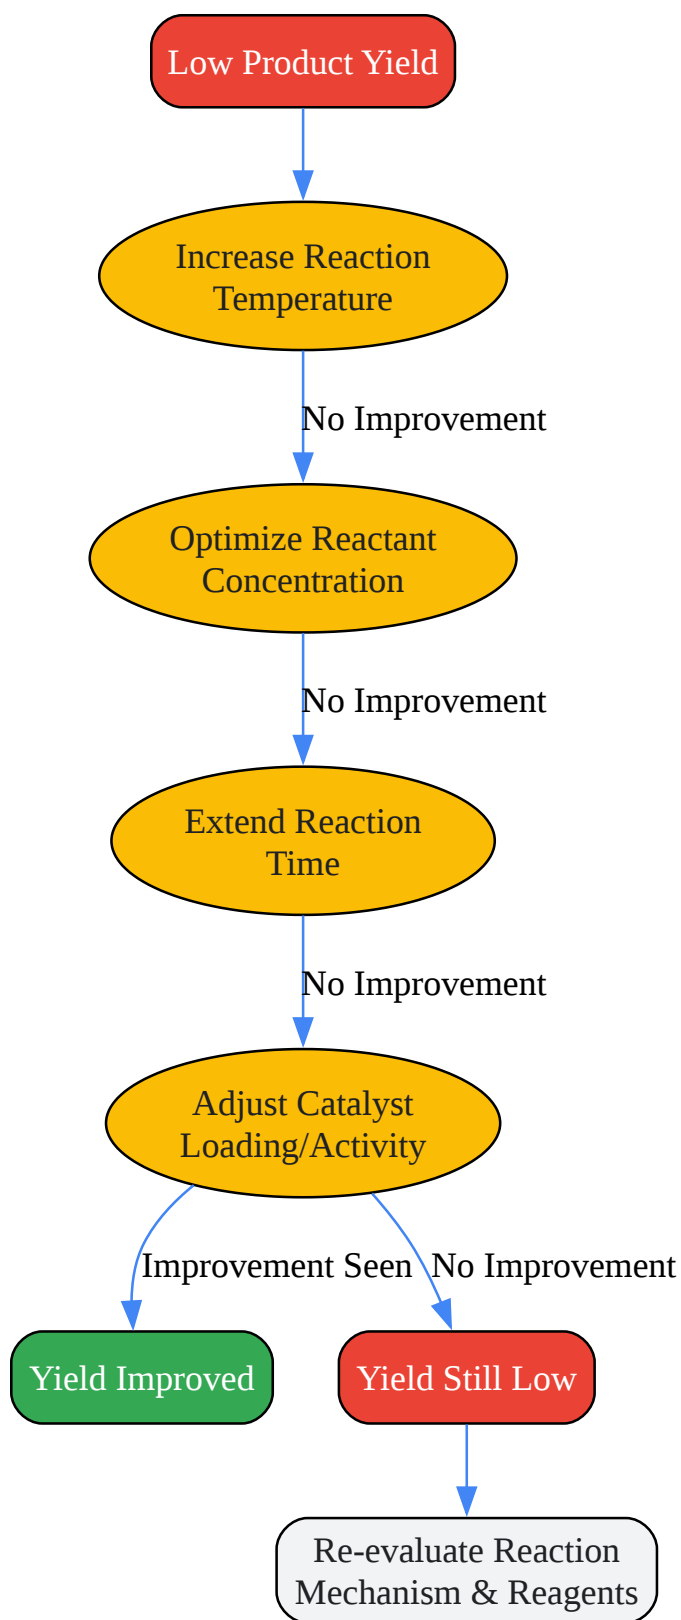 Low Product Yield
Increase Reaction
Temperature
No Improvement
Optimize Reactant
Concentration
No Improvement
Extend Reaction
Time
No Improvement
Adjust Catalyst
Loading/Activity
Improvement Seen
No Improvement
Yield Improved
Yield Still Low
Re-evaluate Reaction
Mechanism & Reagents